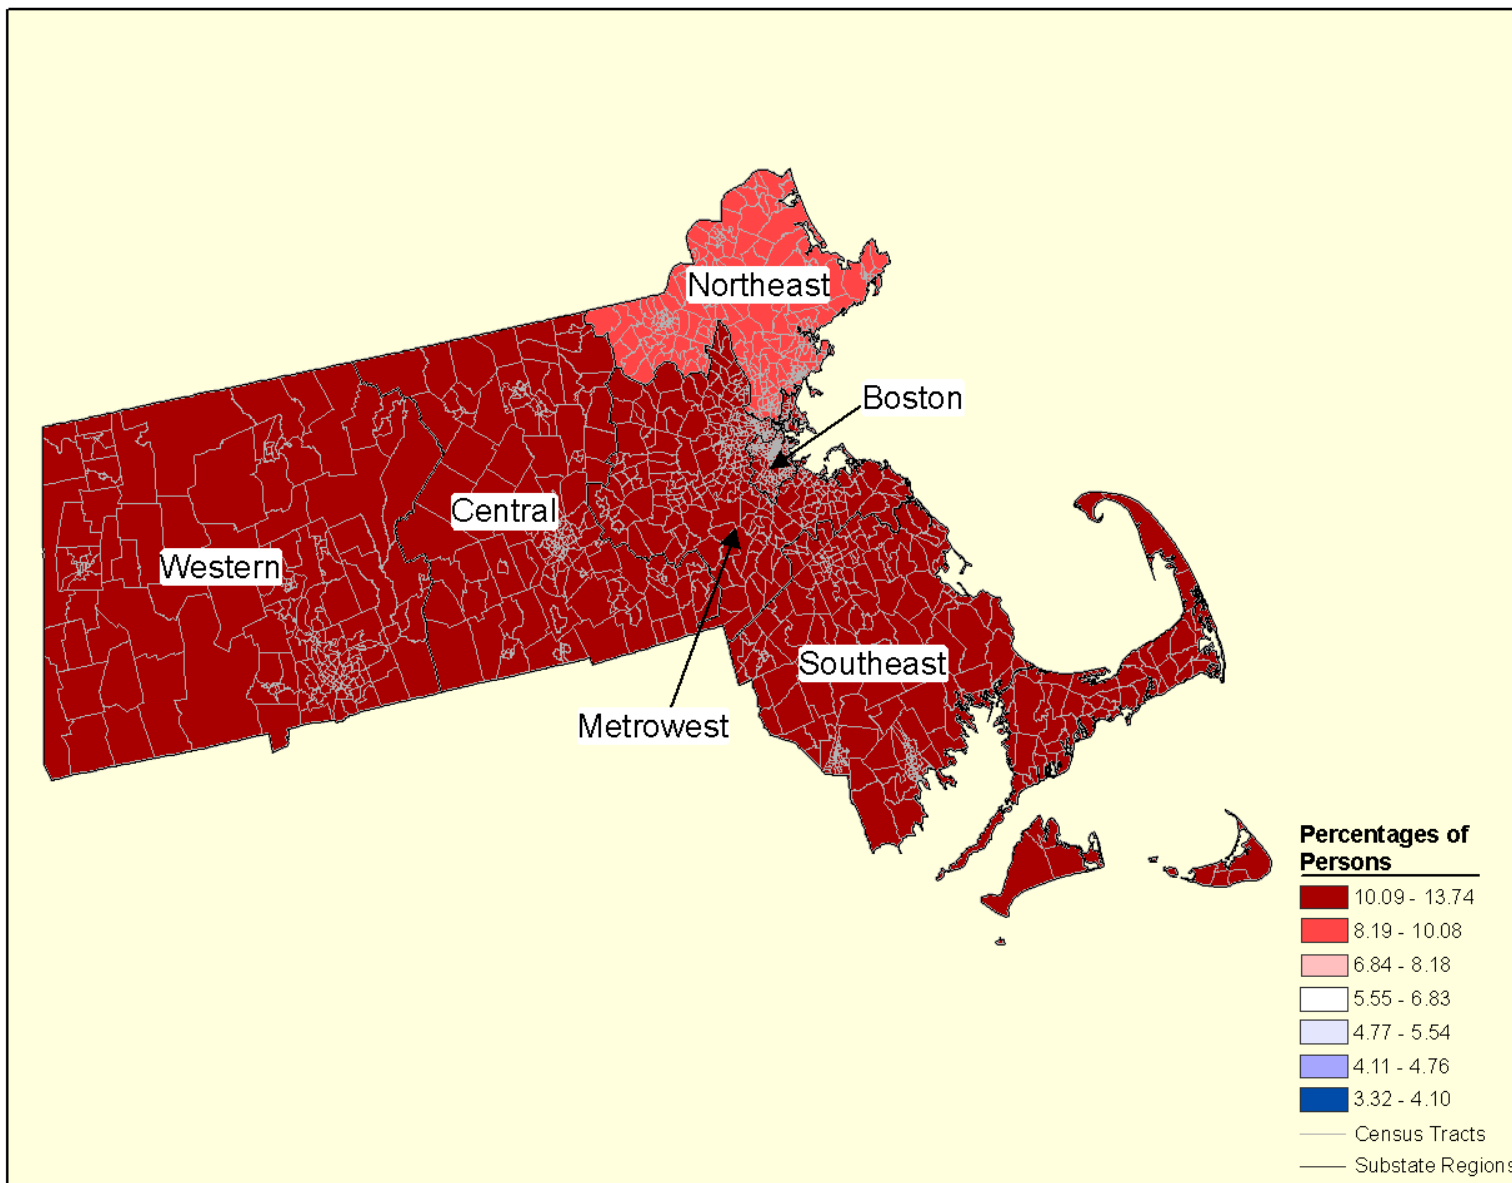 Northeast
Boston
Central
Western
Southeast
Metrowest
Percentages of
Persons
10.09 - 13.74
8.19 - 10.08
6.84 - 8.18
5.55 - 6.83
4.77 - 5.54
4.11 - 4.76
3.32 - 4.10
Census Tracts
Substate Regions